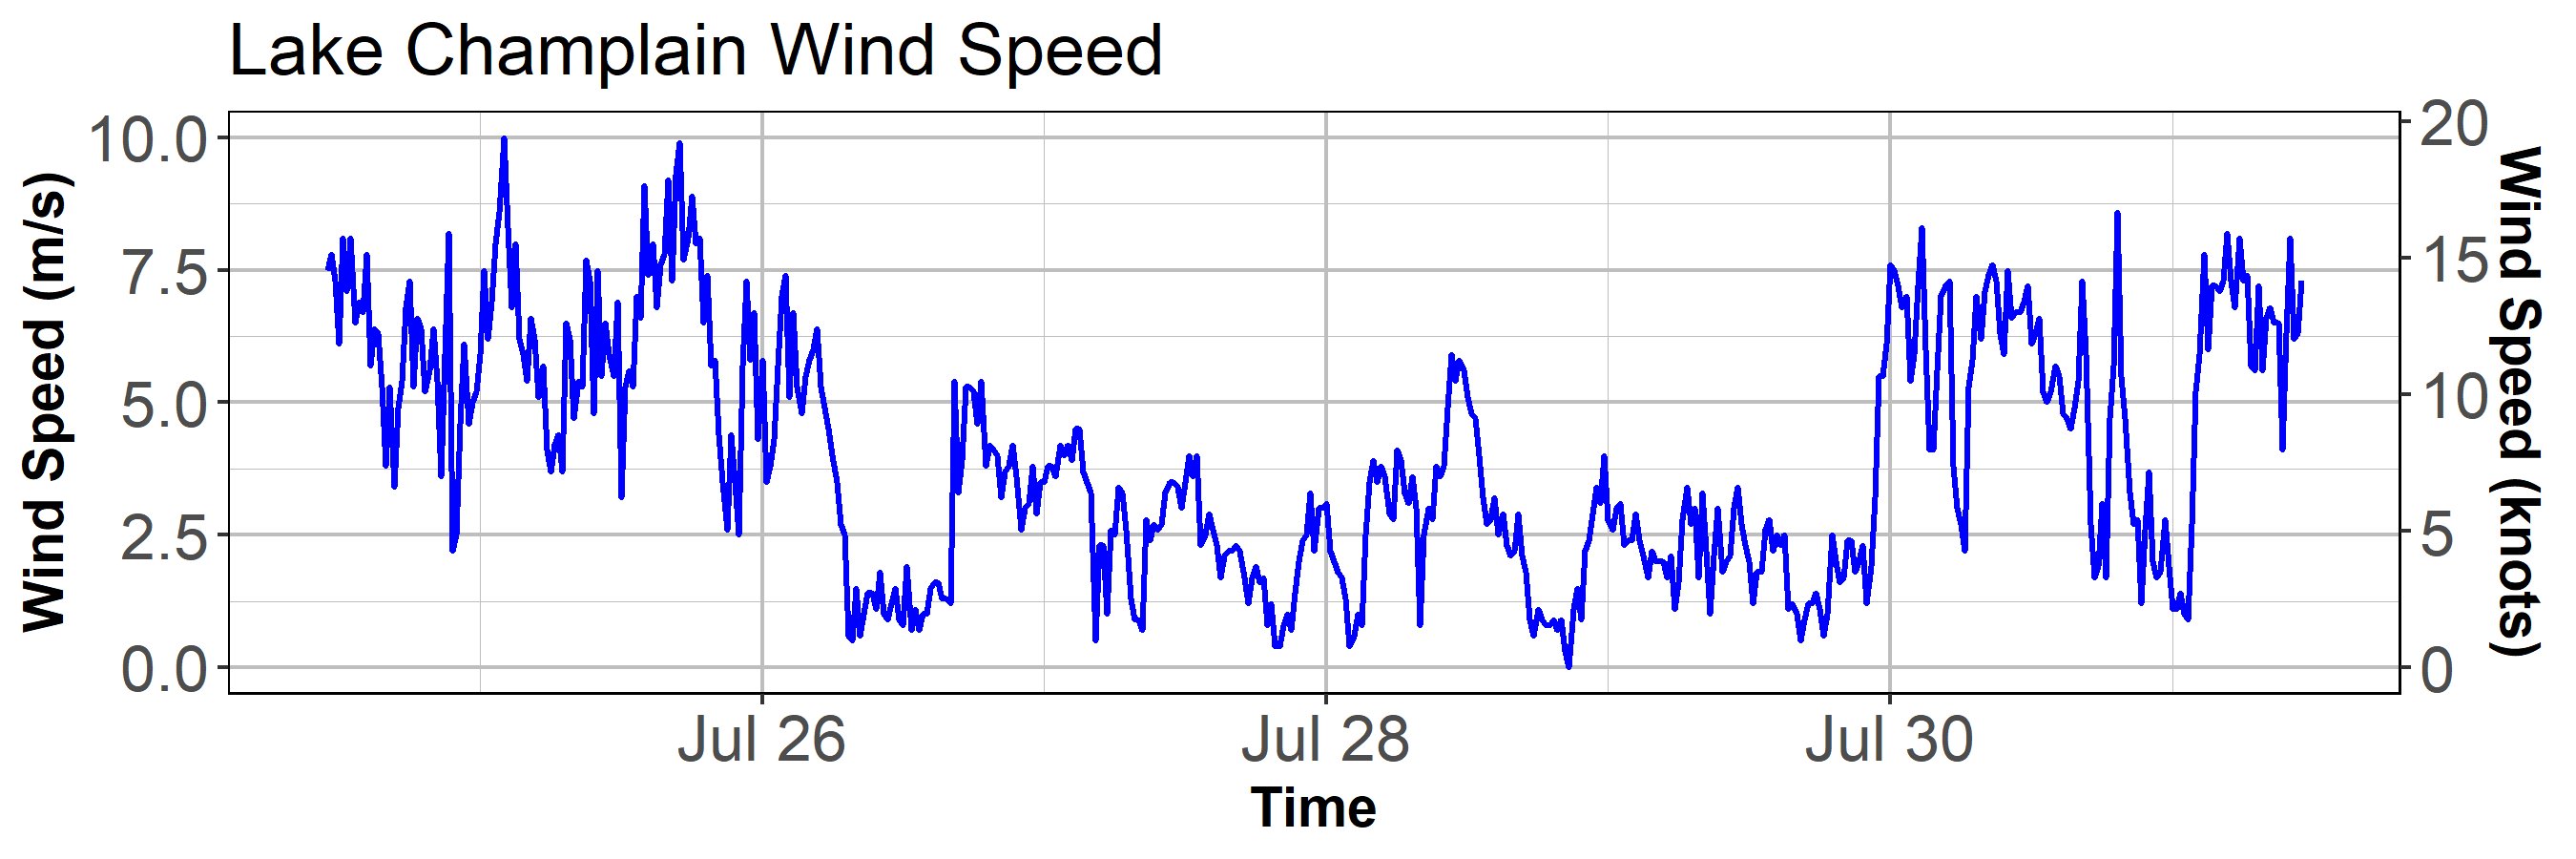 Lake Champlain Wind Speed
Wind Speed (m/s)
10.0
7.5
5.0
2.5
0.0
20
15
10
5
0
Wind Speed (knots)
Jul 26
Jul 28
Jul 30
Time